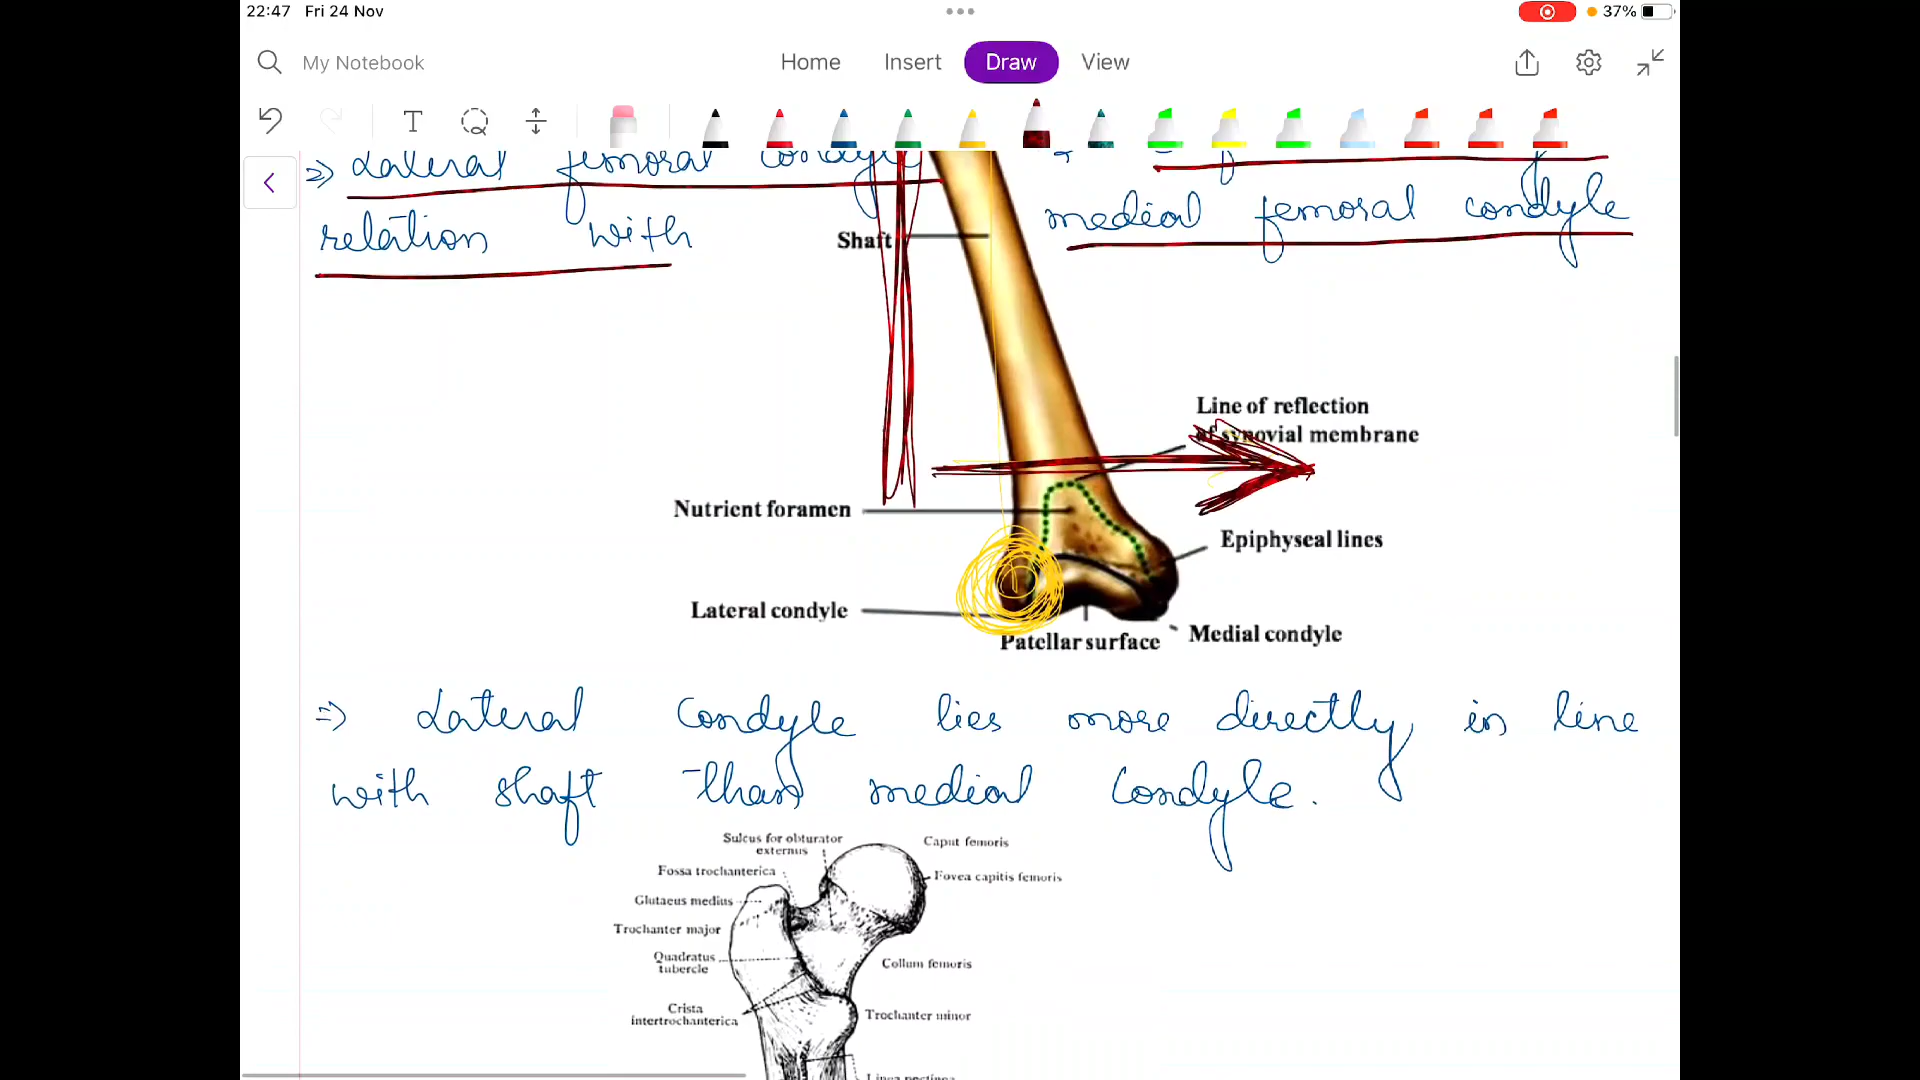 22:47 Fri 24 Nov
37%
My Notebook
Home Insert Draw View
T
=> Lateral femoral condyle
relation with
medial femoral condyle
Shaft
Line of reflection
of synovial membrane
Nutrient foramen
Epiphyseal lines
Lateral condyle
Medial condyle
Patellar surface
=> Lateral Condyle lies more directly in line
with shaft than medial Condyle.
Sulcus for obturator
externus
Caput femoris
Fossa trochanterica
Fovea capitis femoris
Glutaeus medius
Trochanter major
Quadratus
tubercle
Collum femoris
Crista
intertrochanterica
Trochanter minor
Linea pectinea